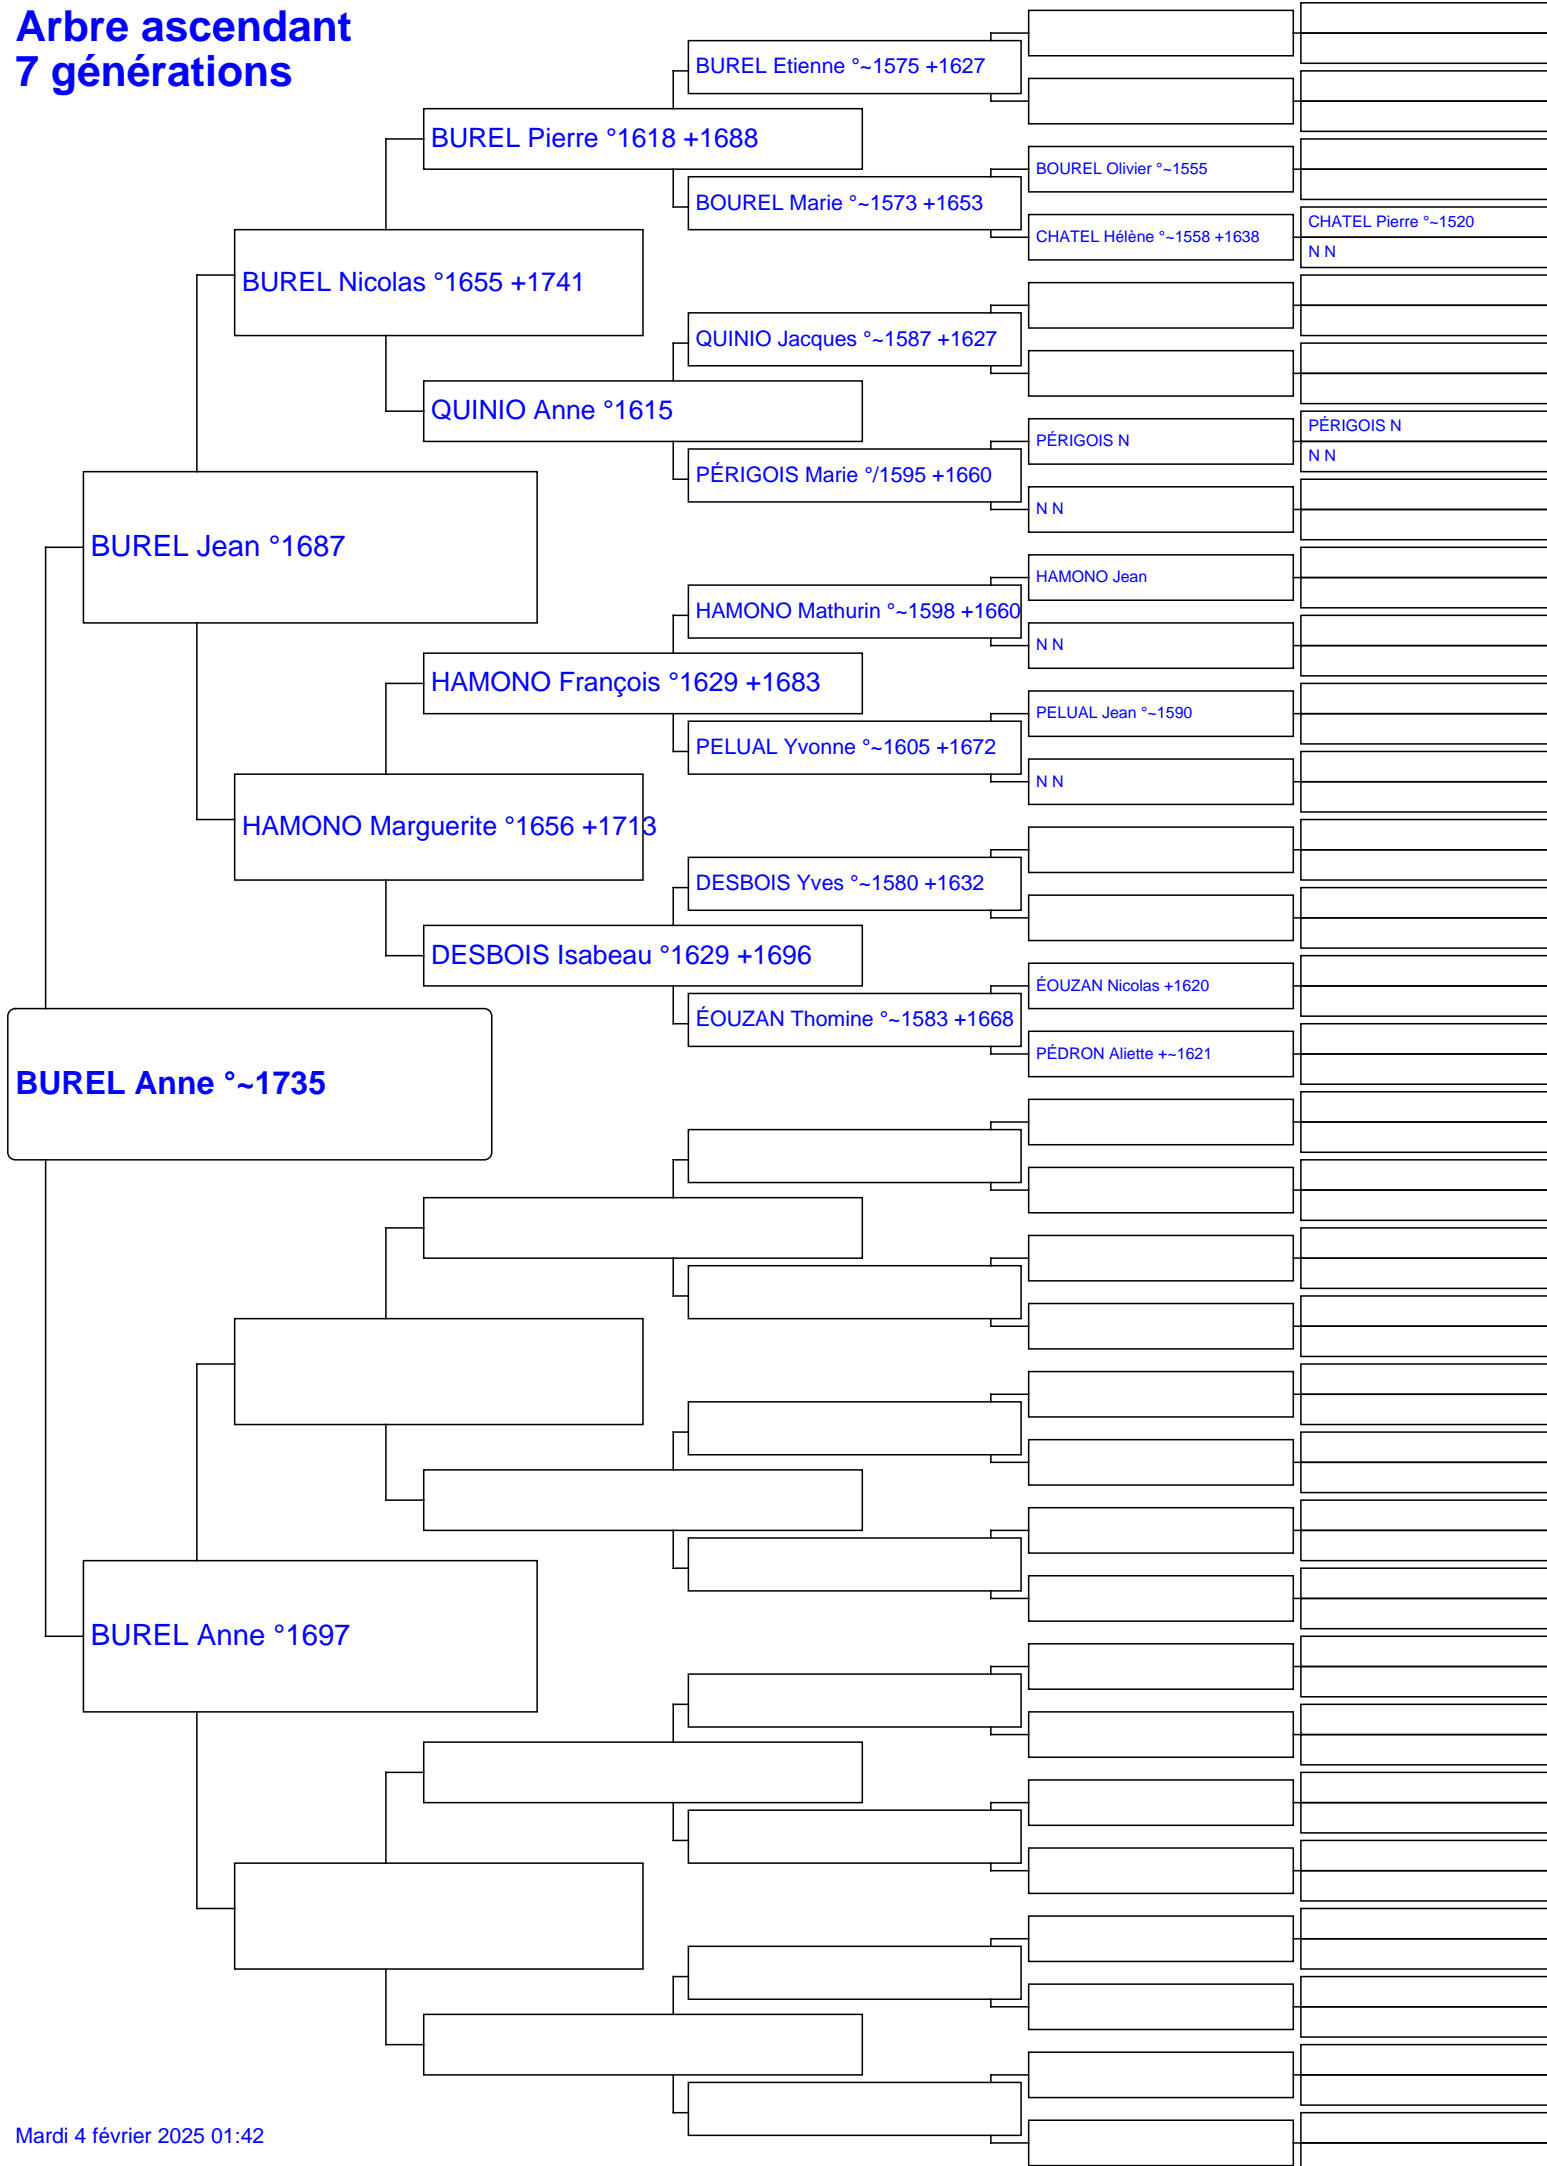 Arbre ascendant
7 générations
BUREL Etienne °~1575 +1627
BUREL Pierre °1618 +1688
BOUREL Olivier °~1555
BOUREL Marie °~1573 +1653
CHATEL Pierre °~1520
CHATEL Hélène °~1558 +1638
N N
BUREL Nicolas °1655 +1741
QUINIO Jacques °~1587 +1627
QUINIO Anne °1615
PÉRIGOIS N
PÉRIGOIS N
N N
PÉRIGOIS Marie °/1595 +1660
N N
BUREL Jean °1687
HAMONO Jean
HAMONO Mathurin °~1598 +1660
N N
HAMONO François °1629 +1683
PELUAL Jean °~1590
PELUAL Yvonne °~1605 +1672
N N
HAMONO Marguerite °1656 +1713
DESBOIS Yves °~1580 +1632
DESBOIS Isabeau °1629 +1696
ÉOUZAN Nicolas +1620
ÉOUZAN Thomine °~1583 +1668
PÉDRON Aliette +~1621
BUREL Anne °~1735
BUREL Anne °1697
Mardi 4 février 2025 01:42